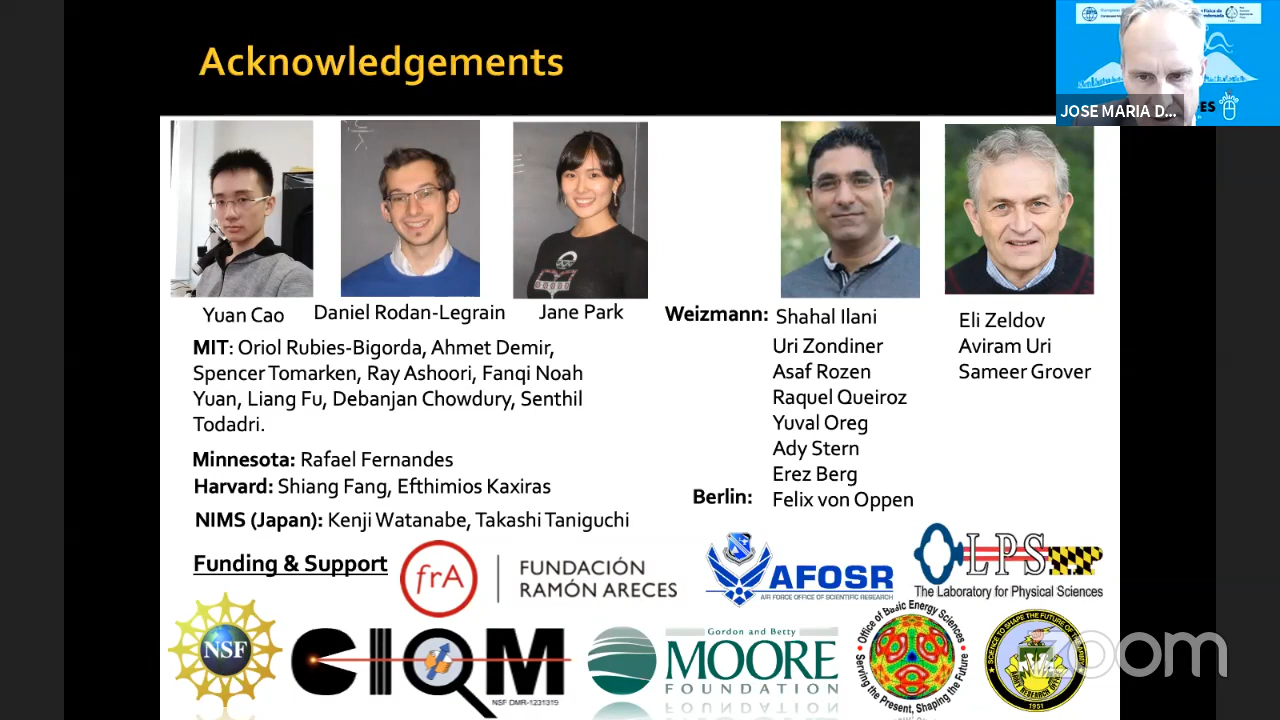 Acknowledgements
JOSE MARIA D...
Yuan Cao
Daniel Rodan-Legrain
Jane Park
MIT: Oriol Rubies-Bigorda, Ahmet Demir,
Spencer Tomarken, Ray Ashoori, Fanqi Noah
Yuan, Liang Fu, Debanjan Chowdury, Senthil
Todadri.
Minnesota: Rafael Fernandes
Harvard: Shiang Fang, Efthimios Kaxiras
NIMS (Japan): Kenji Watanabe, Takashi Taniguchi
Weizmann: Shahal Ilani
Uri Zondiner
Asaf Rozen
Raquel Queiroz
Yuval Oreg
Ady Stern
Erez Berg
Berlin: Felix von Oppen
Eli Zeldov
Aviram Uri
Sameer Grover
Funding & Support
frA
FUNDACIÓN
RAMÓN ARECES
AFOSR
AIR FORCE OFFICE OF SCIENTIFIC RESEARCH
LPS
The Laboratory for Physical Sciences
NSF
CIQM
NSF DMR-1231319
Gordon and Betty
MOORE
FOUNDATION
Office of Basic Energy Sciences
Serving the Present, Shaping the Future
1951
zoom